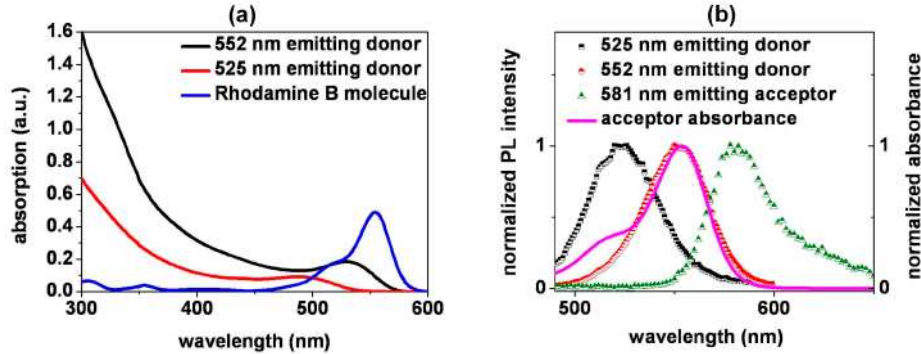 (a)
1.6
1.4
1.2
1.0
0.8
0.6
0.4
0.2
0.0
absorption (a.u.)
552 nm emitting donor
525 nm emitting donor
Rhodamine B molecule
300
400
500
600
wavelength (nm)
(b)
normalized PL intensity
1
0
525 nm emitting donor
552 nm emitting donor
581 nm emitting acceptor
acceptor absorbance
1
0
normalized absorbance
500
600
wavelength (nm)